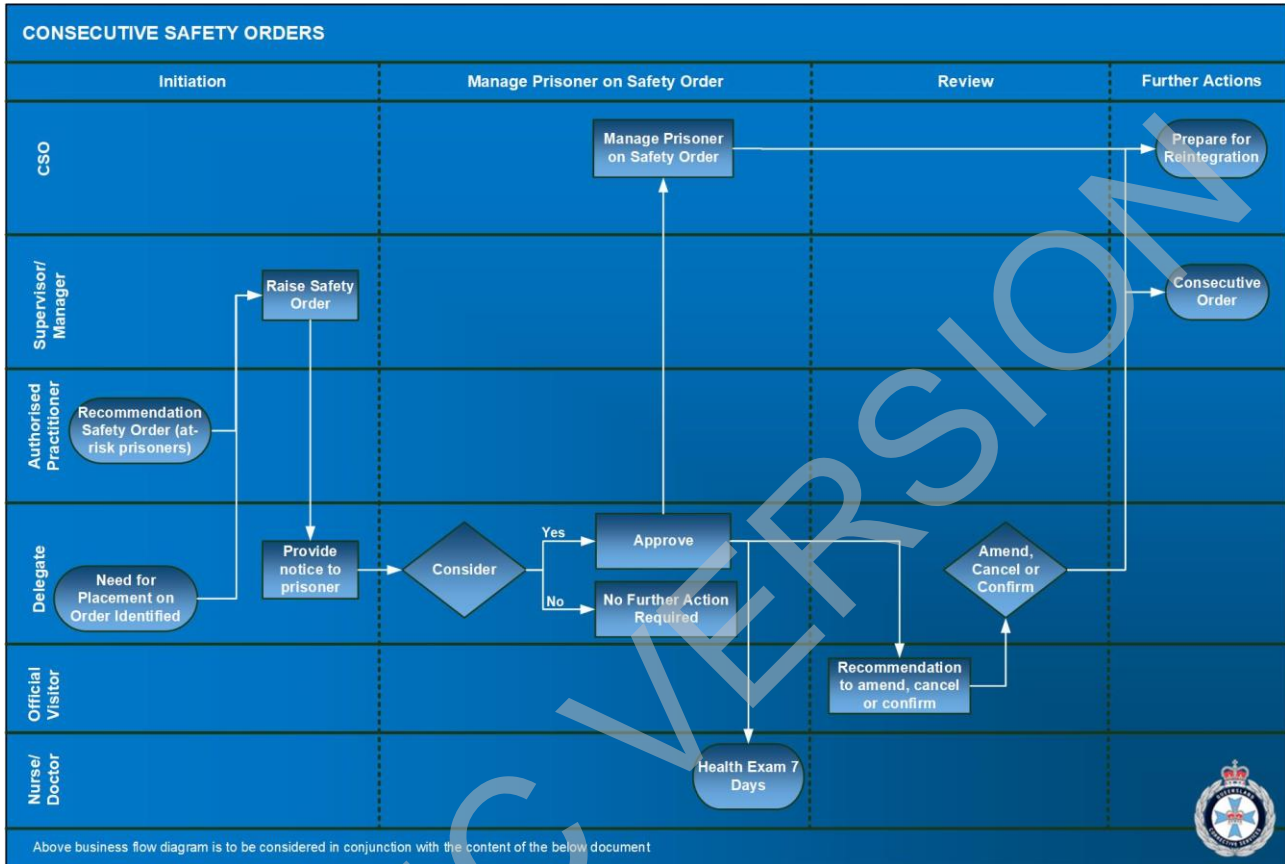 CONSECUTIVE SAFETY ORDERS
Initiation
Manage Prisoner on Safety Order
Review
Further Actions
CSO
Manage Prisoner
on Safety Order
Prepare for
Reintegration
Supervisor/
Manager
Raise Safety
Order
Consecutive
Order
Authorised
Practitioner
Recommendation
Safety Order (at-
risk prisoners)
Delegate
Need for
Placement on
Order Identified
Provide
notice to
prisoner
Consider
Yes
Approve
No
No Further Action
Required
Amend,
Cancel or
Confirm
Official
Visitor
Recommendation
to amend, cancel
or confirm
Nurse/
Doctor
Health Exam 7
Days
Above business flow diagram is to be considered in conjunction with the content of the below document
C VERSION
QUEENSLAND
CORRECTIVE SERVICES